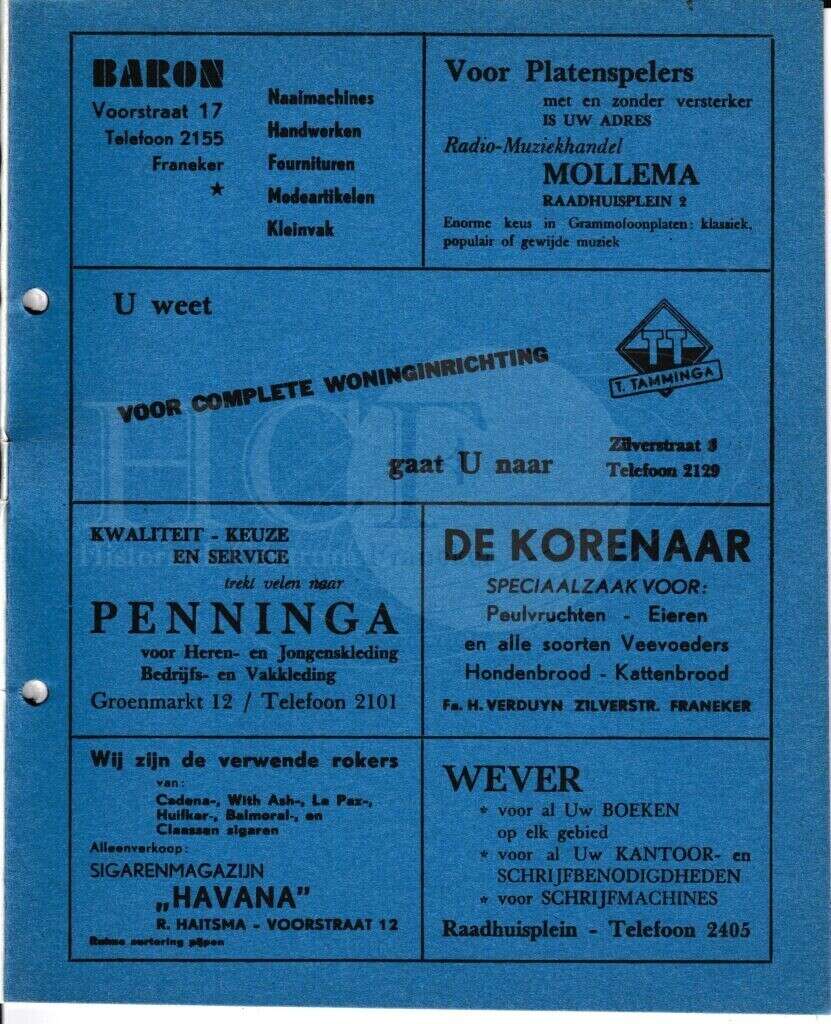 BARON
Voorstraat 17
Telefoon 2155
Franeker
Naaimachines
Handwerken
Fournituren
Modeartikelen
Kleinvak
Voor Platenspelers
met en zonder versterker
IS UW ADRES
Radio-Muziekhandel
MOLLEMA
RAADHUISPLEIN 2
Enorme keus in Grammofoonplaten: klassiek,
populair of gewijde muziek
U weet
VOOR COMPLETE WONINGINRICHTING
gaat U naar
TT
T. TAMMINGA
Zilverstraat
Telefoon 2129
HCF
KWALITEIT - KEUZE
EN SERVICE
trekt velen naar
PENNINGA
voor Heren- en Jongenskleding
Bedrijfs- en Vakkleding
Groenmarkt 12 / Telefoon 2101
DE KORENAAR
SPECIAALZAAK VOOR:
Peulvruchten - Eieren
en alle soorten Veevoeders
Hondenbrood - Kattenbrood
Fa. H. VERDUYN ZILVERSTR. FRANEKER
Wij zijn de verwende rokers
van:
Cadena-, With Ash-, La Paz-,
Huifkar-, Balmoral-, en
Claassen sigaren
Alleenverkoop:
SIGARENMAGAZIJN
„HAVANA"
R. HAITSMA - VOORSTRAAT 12
Ruime sortering pijpen
WEVER
* voor al Uw BOEKEN
op elk gebied
* voor al Uw KANTOOR- en
SCHRIJFBENODIGDHEDEN
* voor SCHRIJFMACHINES
Raadhuisplein - Telefoon 2405